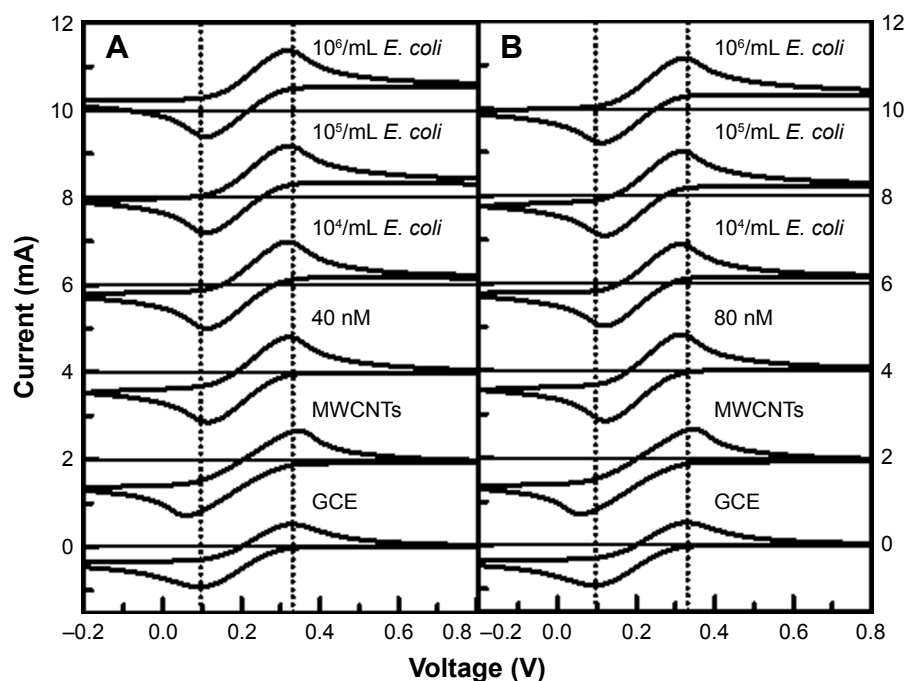 12
A
10⁶/mL E. coli
B
10⁶/mL E. coli
12
10
10
10⁵/mL E. coli
10⁵/mL E. coli
8
8
10⁴/mL E. coli
10⁴/mL E. coli
6
6
40 nM
80 nM
4
4
MWCNTs
MWCNTs
2
2
GCE
GCE
0
0
Current (mA)
–0.2 0.0 0.2 0.4 0.6 0.8 –0.2 0.0 0.2 0.4 0.6 0.8
Voltage (V)